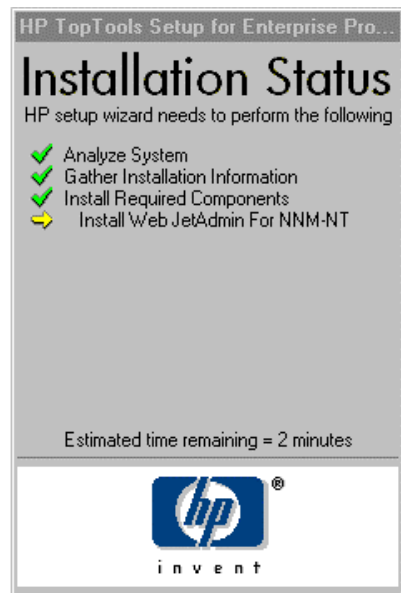 HP TopTools Setup for Enterprise Pro...
Installation Status
HP setup wizard needs to perform the following
Analyze System
Gather Installation Information
Install Required Components
Install Web JetAdmin For NNM-NT
Estimated time remaining = 2 minutes
hp ®
invent